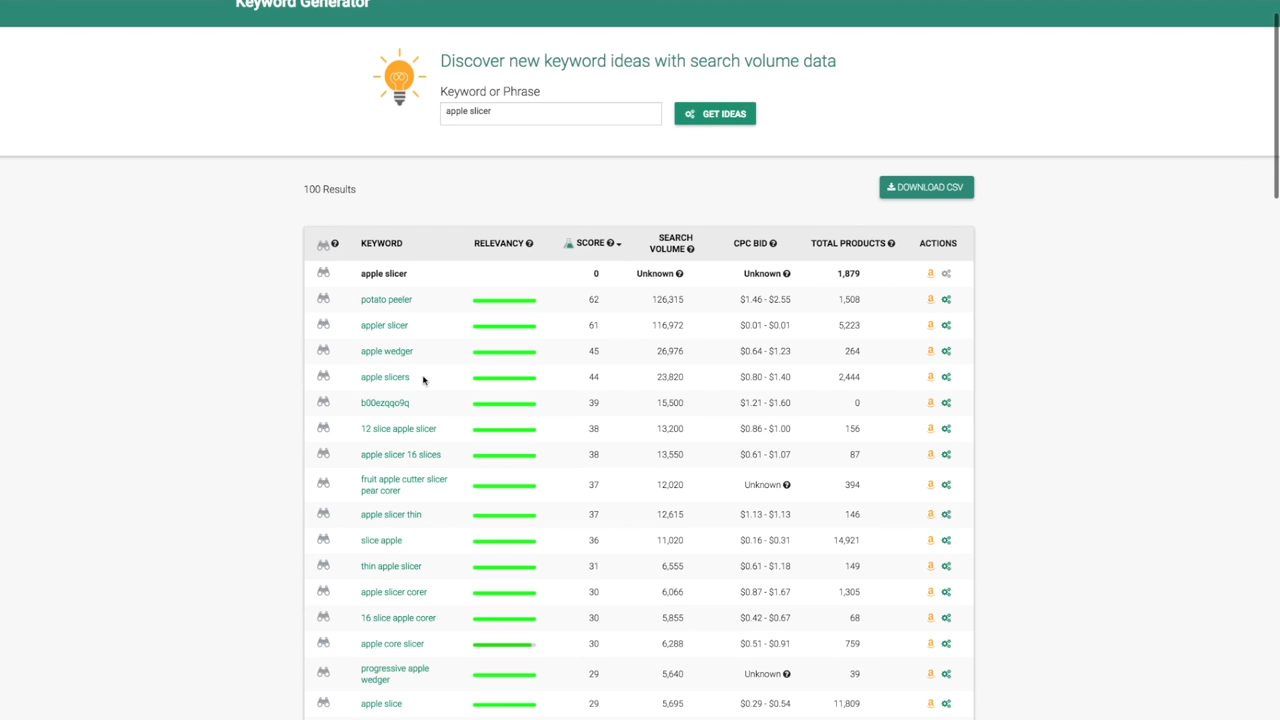 Keyword Generator
Discover new keyword ideas with search volume data
Keyword or Phrase
apple slicer GET IDEAS
100 Results DOWNLOAD CSV
KEYWORD RELEVANCY SCORE SEARCH VOLUME CPC BID TOTAL PRODUCTS ACTIONS
apple slicer 0 Unknown Unknown 1,879
potato peeler 62 126,315 $1.46 - $2.55 1,508
appler slicer 61 116,972 $0.01 - $0.01 5,223
apple wedger 45 26,976 $0.64 - $1.23 264
apple slicers 44 23,820 $0.80 - $1.40 2,444
b00ezqqo9q 39 15,500 $1.21 - $1.60 0
12 slice apple slicer 38 13,200 $0.86 - $1.00 156
apple slicer 16 slices 38 13,550 $0.61 - $1.07 87
fruit apple cutter slicer pear corer 37 12,020 Unknown 394
apple slicer thin 37 12,615 $1.13 - $1.13 146
slice apple 36 11,020 $0.16 - $0.31 14,921
thin apple slicer 31 6,555 $0.61 - $1.18 149
apple slicer corer 30 6,066 $0.87 - $1.67 1,305
16 slice apple corer 30 5,855 $0.42 - $0.67 68
apple core slicer 30 6,288 $0.51 - $0.91 759
progressive apple wedger 29 5,640 Unknown 39
apple slice 29 5,695 $0.29 - $0.54 11,809